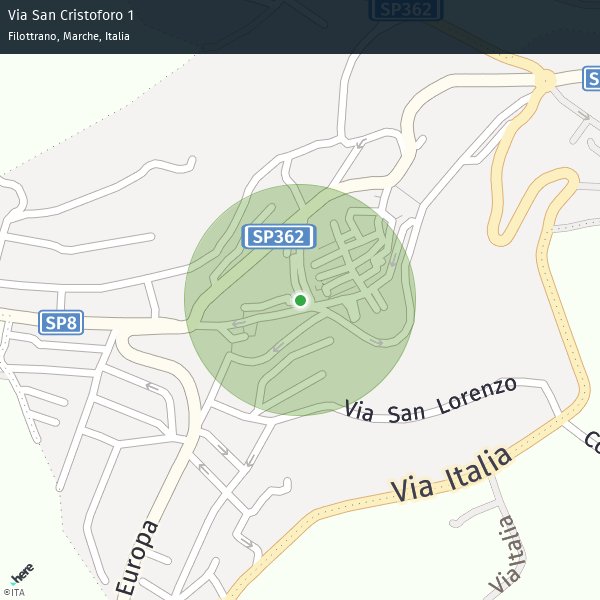 Via San Cristoforo 1
Filottrano, Marche, Italia
SP362
SP362
SP8
Via San Lorenzo
Via Italia
Via Italia
Europa
here
©ITA